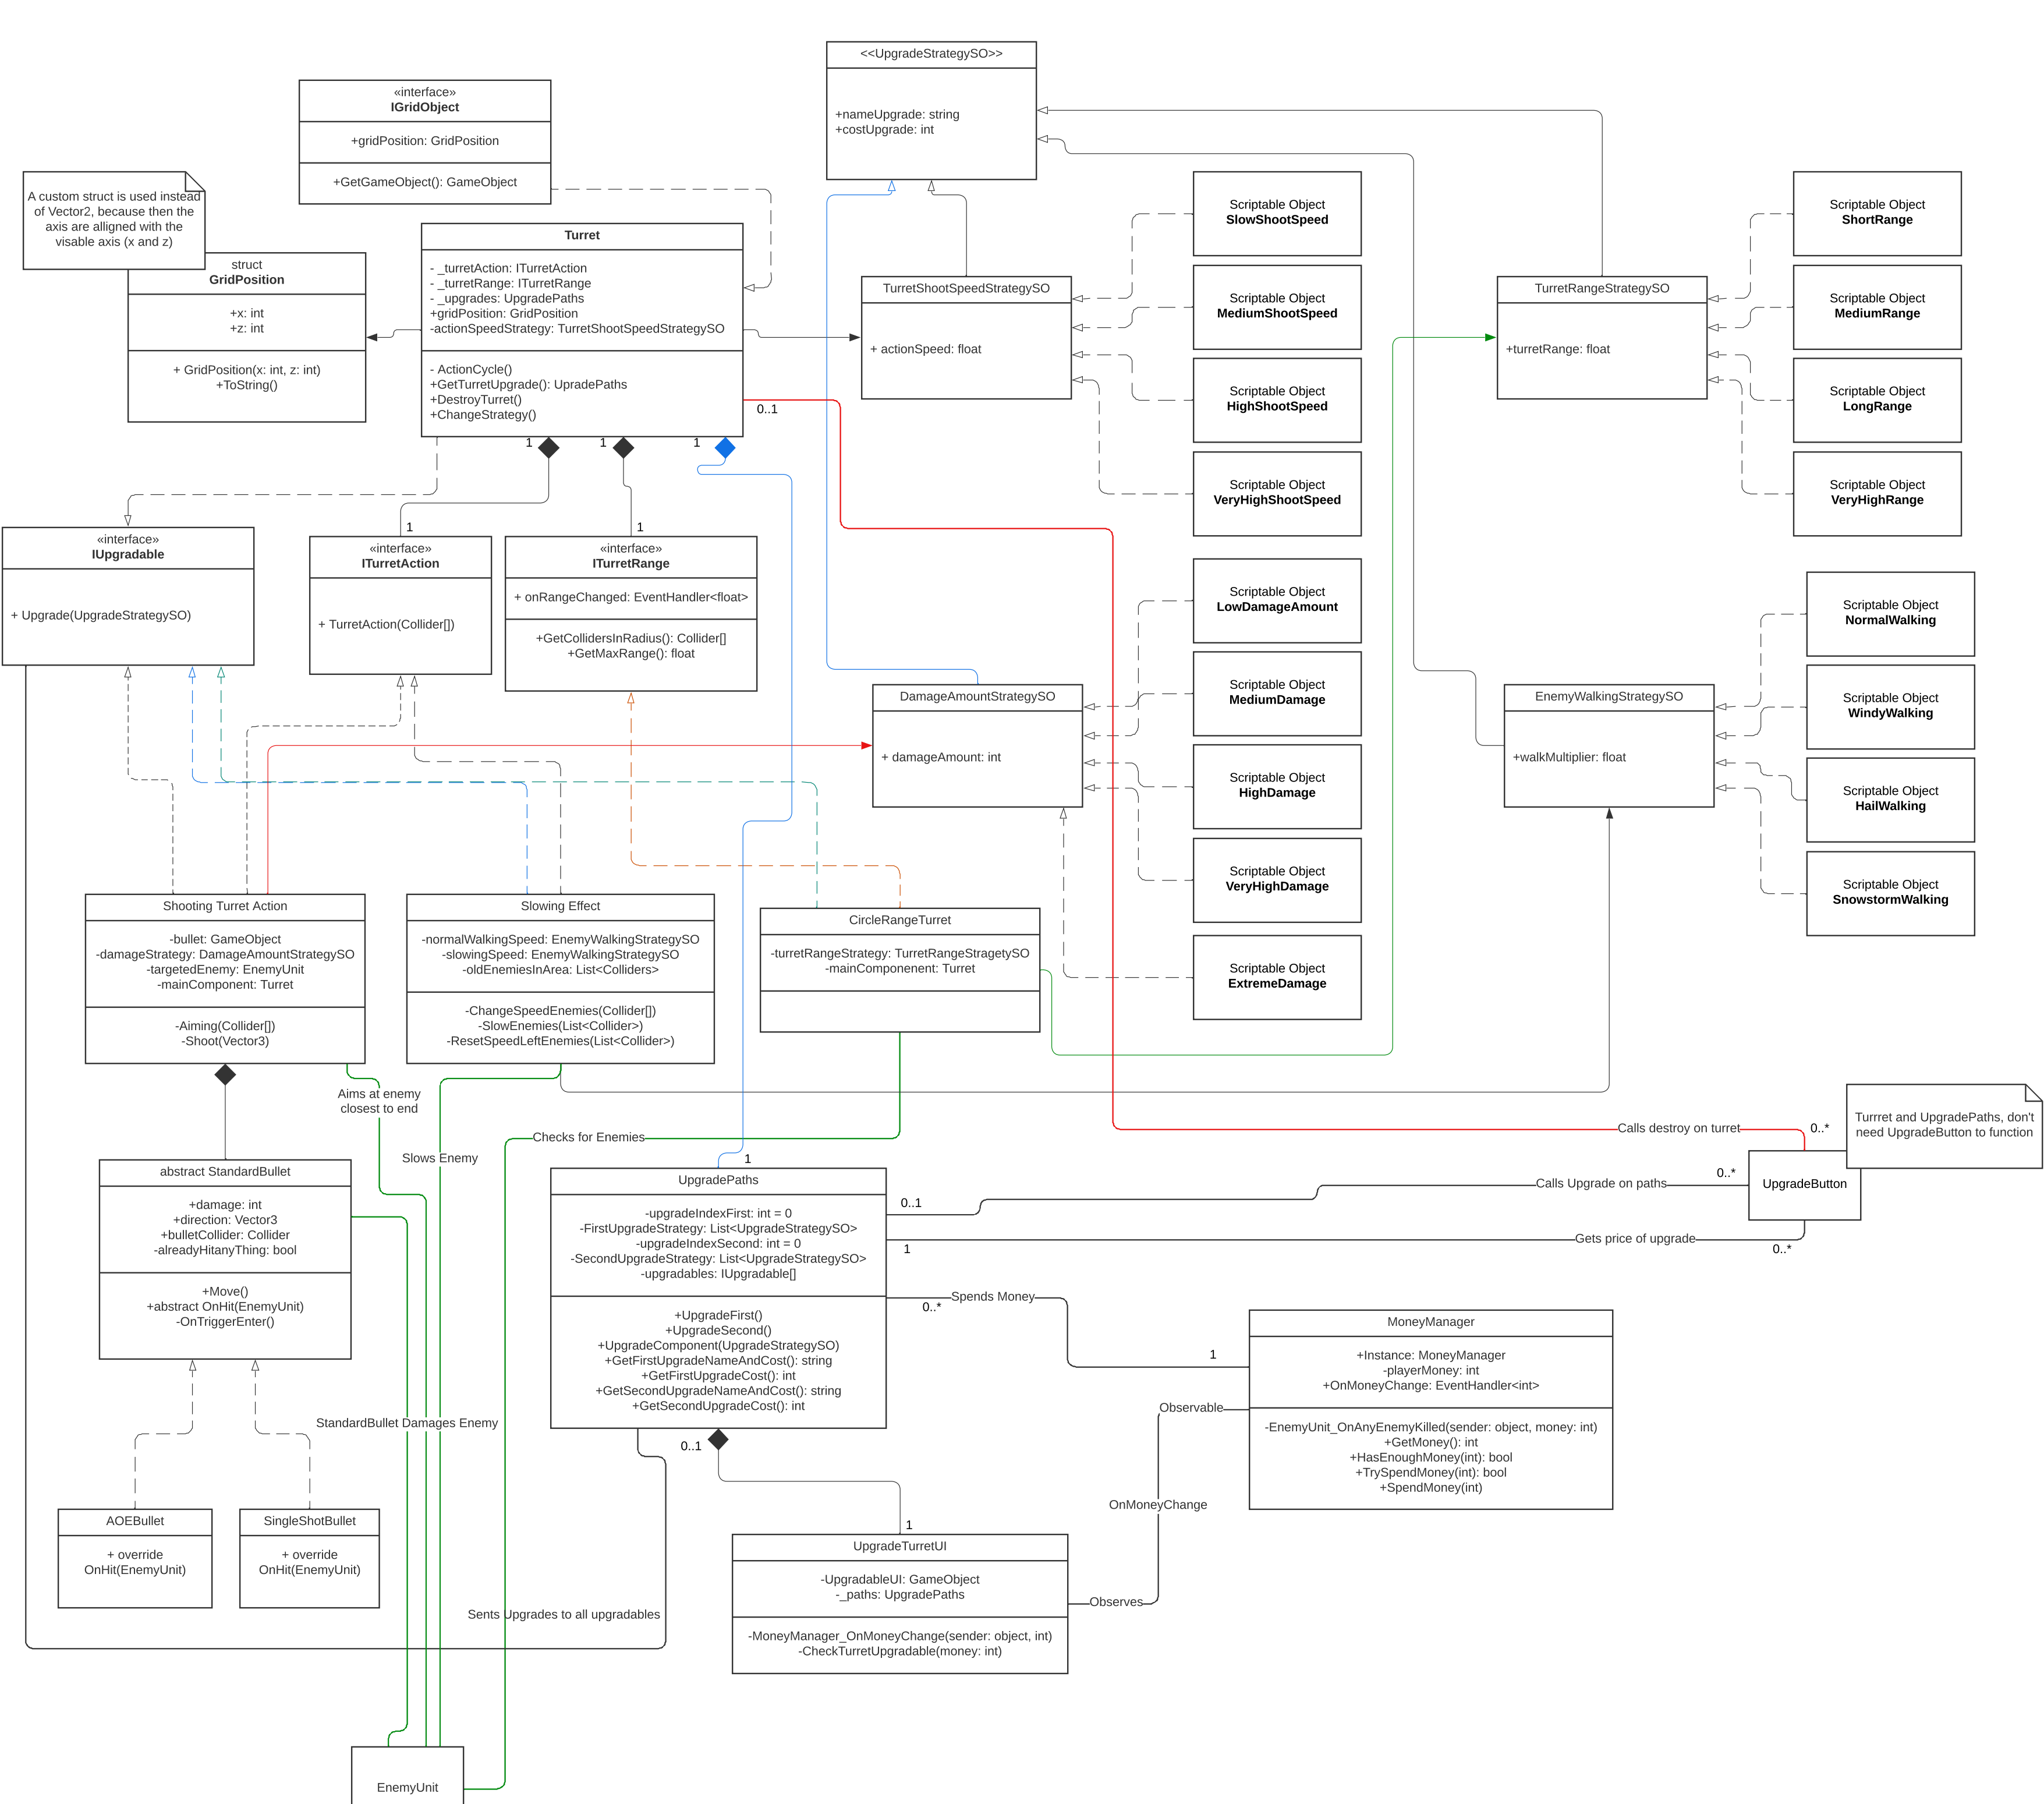 <<UpgradeStrategySO>>
+nameUpgrade: string
+costUpgrade: int
«interface»
IGridObject
+gridPosition: GridPosition
+GetGameObject(): GameObject
A custom struct is used instead
of Vector2, because then the
axis are alligned with the
visable axis (x and z)
struct
GridPosition
+x: int
+z: int
+ GridPosition(x: int, z: int)
+ToString()
Turret
- _turretAction: ITurretAction
- _turretRange: ITurretRange
- _upgrades: UpgradePaths
+gridPosition: GridPosition
-actionSpeedStrategy: TurretShootSpeedStrategySO
- ActionCycle()
+GetTurretUpgrade(): UpradePaths
+DestroyTurret()
+ChangeStrategy()
0..1
1
1
1
TurretShootSpeedStrategySO
+ actionSpeed: float
Scriptable Object
SlowShootSpeed
Scriptable Object
MediumShootSpeed
Scriptable Object
HighShootSpeed
Scriptable Object
VeryHighShootSpeed
TurretRangeStrategySO
+turretRange: float
Scriptable Object
ShortRange
Scriptable Object
MediumRange
Scriptable Object
LongRange
Scriptable Object
VeryHighRange
«interface»
IUpgradable
+ Upgrade(UpgradeStrategySO)
1
«interface»
ITurretAction
+ TurretAction(Collider[])
1
«interface»
ITurretRange
+ onRangeChanged: EventHandler<float>
+GetCollidersInRadius(): Collider[]
+GetMaxRange(): float
DamageAmountStrategySO
+ damageAmount: int
Scriptable Object
LowDamageAmount
Scriptable Object
MediumDamage
Scriptable Object
HighDamage
Scriptable Object
VeryHighDamage
Scriptable Object
ExtremeDamage
EnemyWalkingStrategySO
+walkMultiplier: float
Scriptable Object
NormalWalking
Scriptable Object
WindyWalking
Scriptable Object
HailWalking
Scriptable Object
SnowstormWalking
Shooting Turret Action
-bullet: GameObject
-damageStrategy: DamageAmountStrategySO
-targetedEnemy: EnemyUnit
-mainComponent: Turret
-Aiming(Collider[])
-Shoot(Vector3)
Slowing Effect
-normalWalkingSpeed: EnemyWalkingStrategySO
-slowingSpeed: EnemyWalkingStrategySO
-oldEnemiesInArea: List<Colliders>
-ChangeSpeedEnemies(Collider[])
-SlowEnemies(List<Collider>)
-ResetSpeedLeftEnemies(List<Collider>)
CircleRangeTurret
-turretRangeStrategy: TurretRangeStragetySO
-mainComponenent: Turret
Aims at enemy
closest to end
Slows Enemy
Checks for Enemies
Calls destroy on turret
0..*
Turrret and UpgradePaths, don't
need UpgradeButton to function
UpgradeButton
Calls Upgrade on paths
0..*
0..1
Gets price of upgrade
0..*
1
abstract StandardBullet
+damage: int
+direction: Vector3
+bulletCollider: Collider
-alreadyHitanyThing: bool
+Move()
+abstract OnHit(EnemyUnit)
-OnTriggerEnter()
1
UpgradePaths
-upgradeIndexFirst: int = 0
-FirstUpgradeStrategy: List<UpgradeStrategySO>
-upgradeIndexSecond: int = 0
-SecondUpgradeStrategy: List<UpgradeStrategySO>
-upgradables: IUpgradable[]
+UpgradeFirst()
+UpgradeSecond()
+UpgradeComponent(UpgradeStrategySO)
+GetFirstUpgradeNameAndCost(): string
+GetFirstUpgradeCost(): int
+GetSecondUpgradeNameAndCost(): string
+GetSecondUpgradeCost(): int
Spends Money
0..*
1
MoneyManager
+Instance: MoneyManager
-playerMoney: int
+OnMoneyChange: EventHandler<int>
-EnemyUnit_OnAnyEnemyKilled(sender: object, money: int)
+GetMoney(): int
+HasEnoughMoney(int): bool
+TrySpendMoney(int): bool
+SpendMoney(int)
Observable
OnMoneyChange
Observes
StandardBullet Damages Enemy
0..1
1
AOEBullet
+ override
OnHit(EnemyUnit)
SingleShotBullet
+ override
OnHit(EnemyUnit)
UpgradeTurretUI
-UpgradableUI: GameObject
-_paths: UpgradePaths
-MoneyManager_OnMoneyChange(sender: object, int)
-CheckTurretUpgradable(money: int)
Sents Upgrades to all upgradables
EnemyUnit